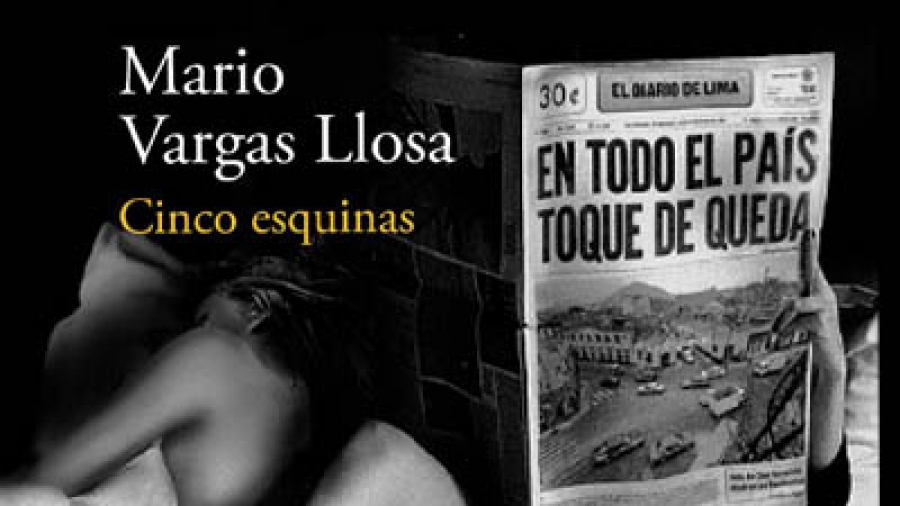 Mario
Vargas Llosa
Cinco esquinas
30¢
EL DIARIO DE LIMA
EN TODO EL PAÍS
TOQUE DE QUEDA